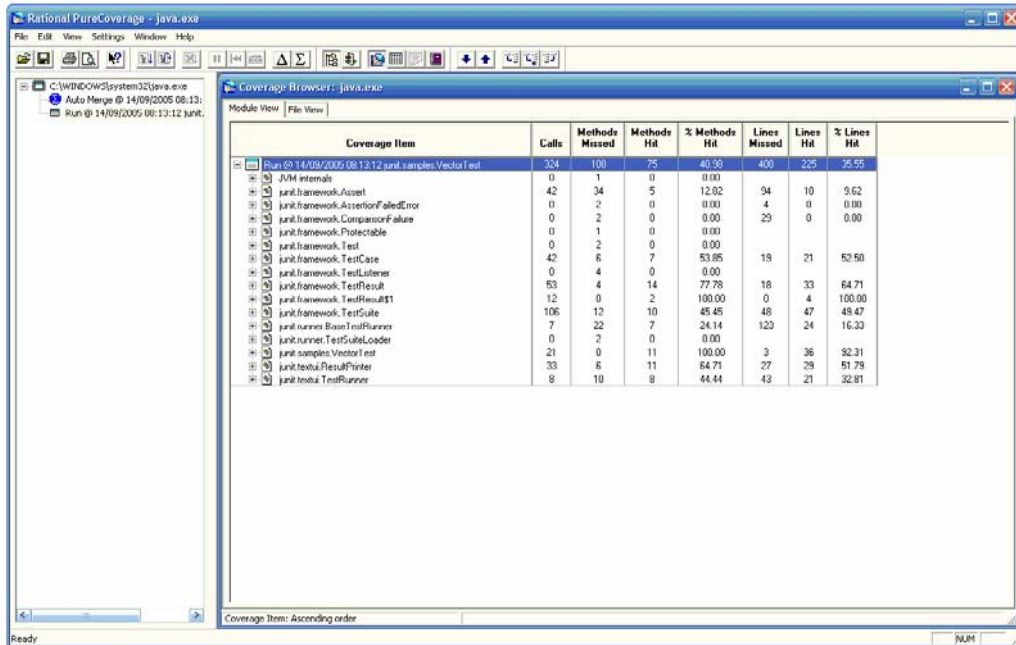 Rational PureCoverage - java.exe
File Edit View Settings Window Help
C:\WINDOWS\system32\java.exe
Auto Merge @ 14/09/2005 08:13:
Run @ 14/09/2005 08:13:12 junit.
Coverage Browser: java.exe
Module View File View
Coverage Item Calls Methods Missed Methods Hit % Methods Hit Lines Missed Lines Hit % Lines Hit
Run @ 14/09/2005 08:13:12 junit.samples.VectorTest 324 108 75 40.98 408 225 35.55
JVM internals 0 1 0 0.00
junit.framework.Assert 42 34 5 12.82 94 10 9.62
junit.framework.AssertionFailedError 0 2 0 0.00 4 0 0.00
junit.framework.ComparisonFailure 0 2 0 0.00 29 0 0.00
junit.framework.Protectable 0 1 0 0.00
junit.framework.Test 0 2 0 0.00
junit.framework.TestCase 42 6 7 53.85 19 21 52.50
junit.framework.TestListener 0 4 0 0.00
junit.framework.TestResult 53 4 14 77.78 18 33 64.71
junit.framework.TestResult$1 12 0 2 100.00 0 4 100.00
junit.framework.TestSuite 106 12 10 45.45 48 47 49.47
junit.runner.BaseTestRunner 7 22 7 24.14 123 24 16.33
junit.runner.TestSuiteLoader 0 2 0 0.00
junit.samples.VectorTest 21 0 11 100.00 3 36 92.31
junit.textui.ResultPrinter 33 6 11 64.71 27 29 51.79
junit.textui.TestRunner 8 10 8 44.44 43 21 32.81
Coverage Item: Ascending order
Ready NUM